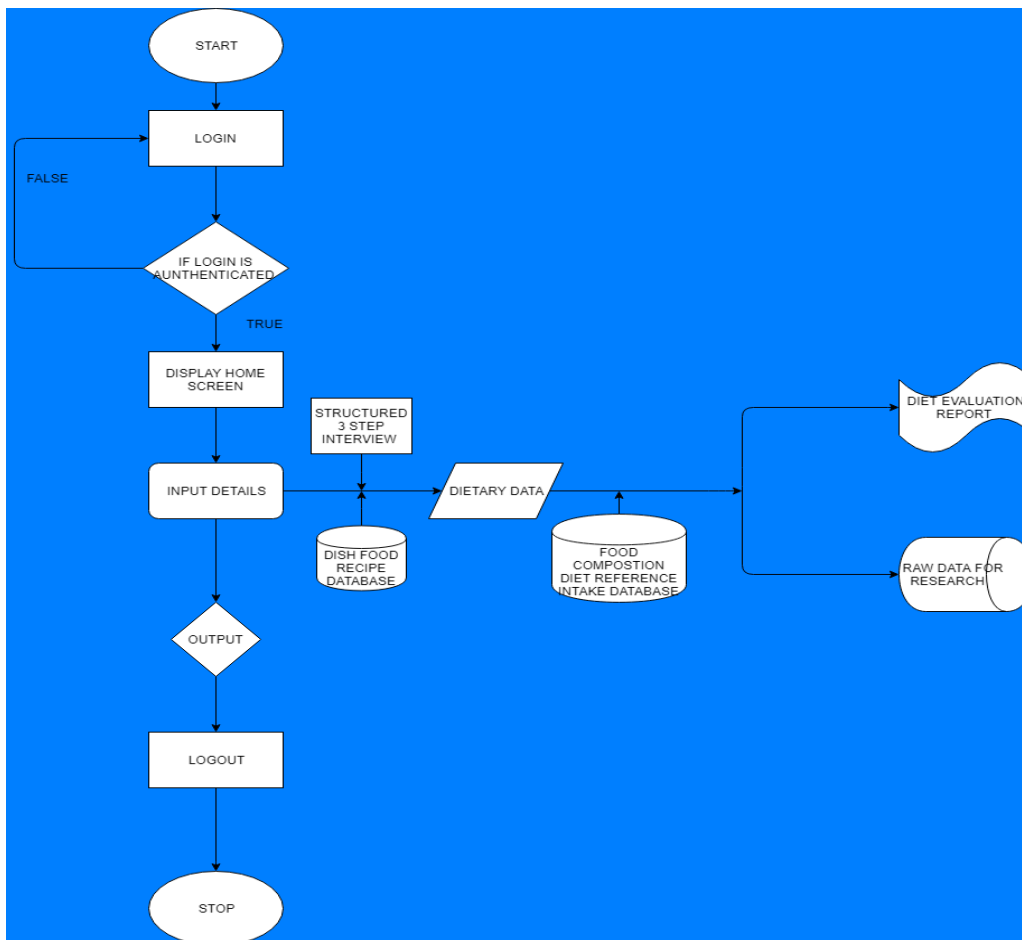 START
LOGIN
FALSE
IF LOGIN IS
AUNTHENTICATED
TRUE
DISPLAY HOME
SCREEN
STRUCTURED
3 STEP
INTERVIEW
INPUT DETAILS
DIETARY DATA
DISH FOOD
RECIPE
DATABASE
FOOD
COMPOSTION
DIET REFERENCE
INTAKE DATABASE
DIET EVALUATION
REPORT
RAW DATA FOR
RESEARCH
OUTPUT
LOGOUT
STOP